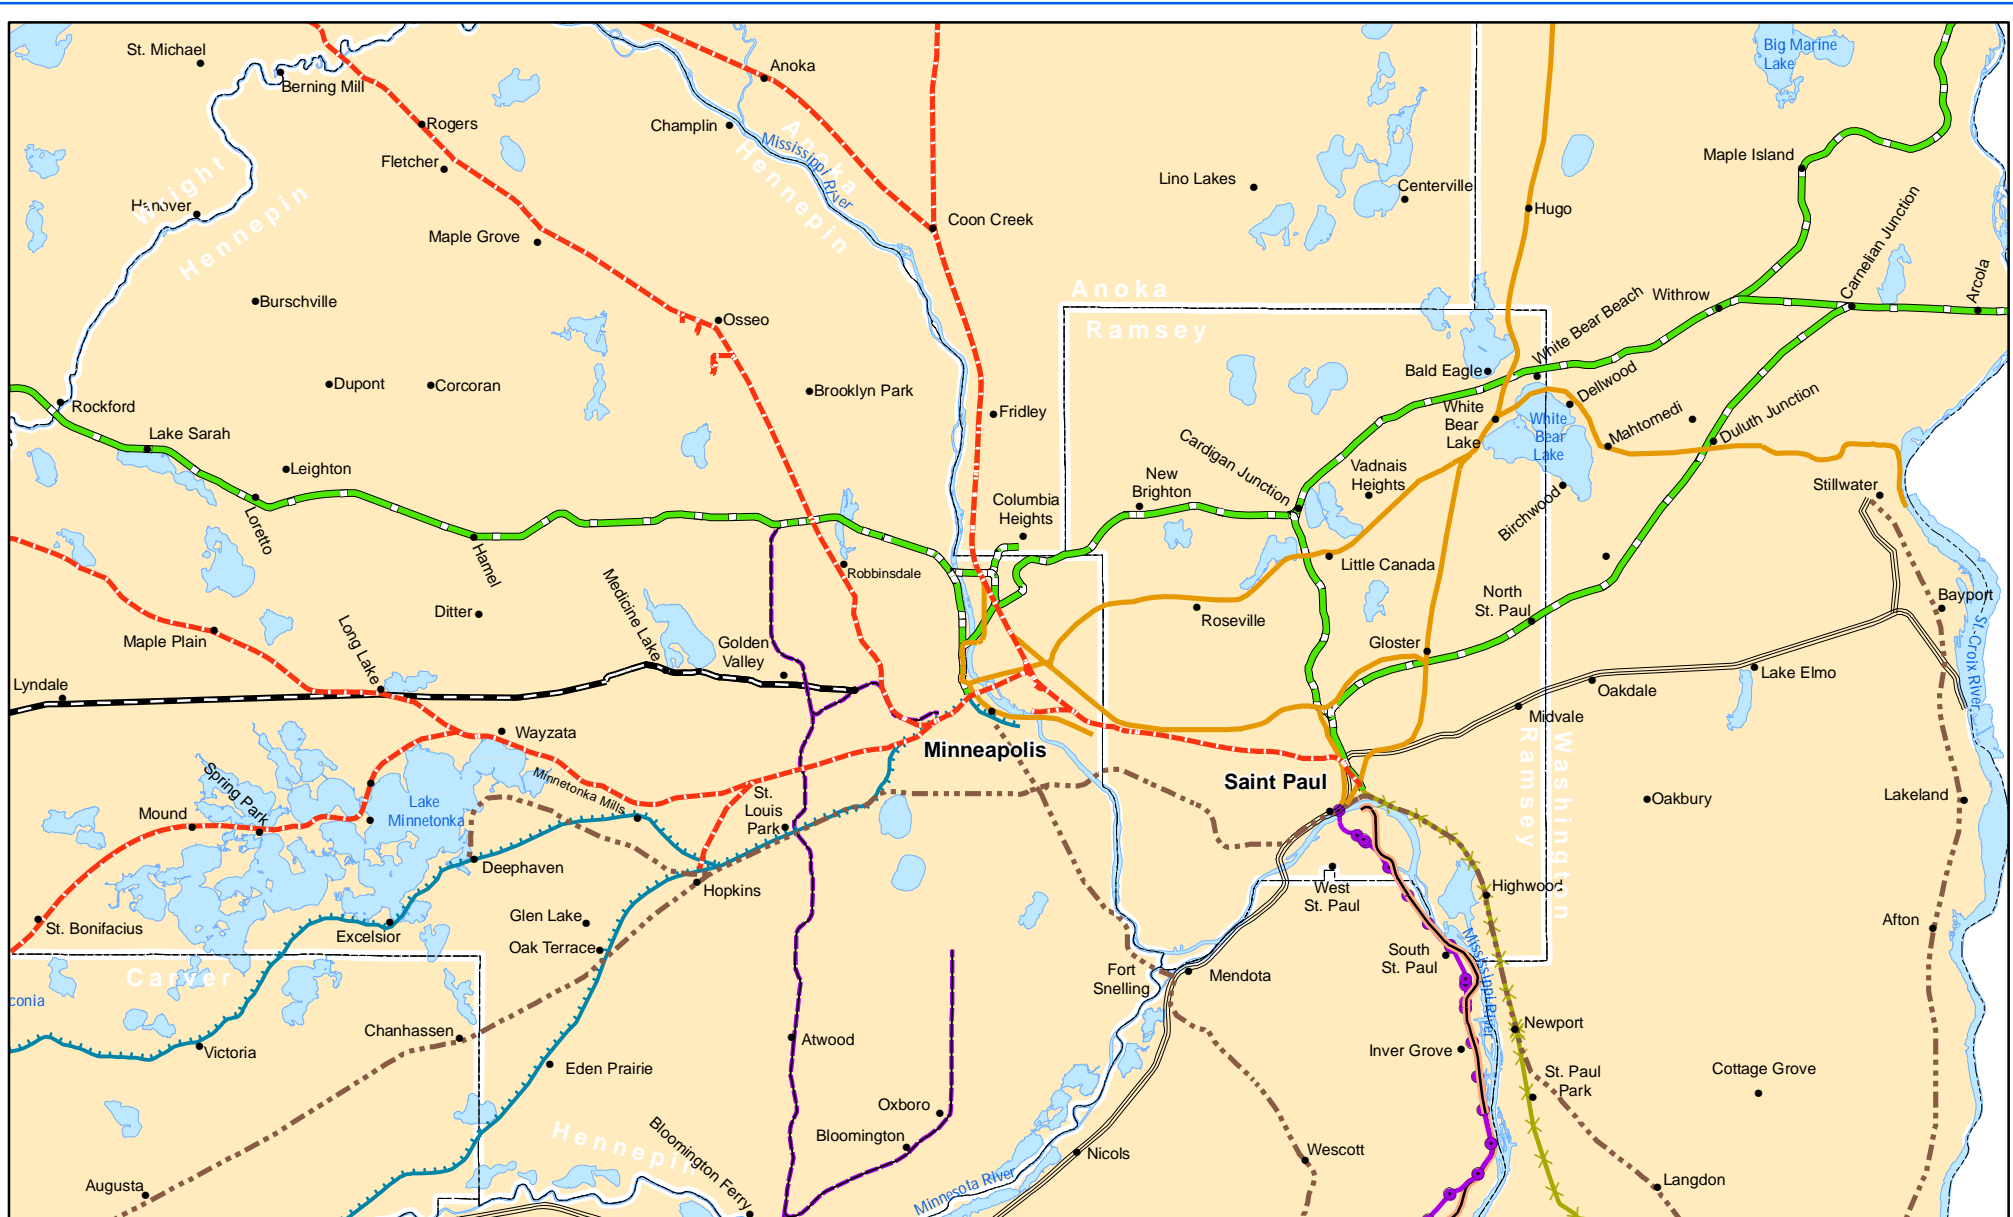 St. Michael
Berning Mill
Anoka
Big Marine
Lake
Rogers
Champlin
Fletcher
Mississippi River
Anoka
Hennepin
Maple Island
Lino Lakes
Centerville
Wright
Hennepin
Hanover
Maple Grove
Coon Creek
Hugo
Carnelian Junction
Arcola
Burschville
Anoka
Ramsey
Withrow
White Bear Beach
Osseo
Dupont
Corcoran
Brooklyn Park
Bald Eagle
Dellwood
Rockford
Fridley
White
Bear
Lake
White
Bear
Lake
Mahtomedi
Duluth Junction
Lake Sarah
Leighton
Cardigan Junction
New
Brighton
Vadnais
Heights
Columbia
Heights
Birchwood
Stillwater
Loretto
Hamel
Robbinsdale
Little Canada
Medicine Lake
Ditter
Roseville
North
St. Paul
Bayport
St. Croix River
Maple Plain
Long Lake
Golden
Valley
Gloster
Lyndale
Lake Elmo
Oakdale
Midvale
Wayzata
Minneapolis
Saint Paul
Ramsey
Washington
Spring Park
Minnetonka Mills
Lake
Minnetonka
Mound
St.
Louis
Park
Oakbury
Lakeland
Deephaven
Hopkins
Highwood
West
St. Paul
St. Bonifacius
Excelsior
Glen Lake
Oak Terrace
Afton
South
St. Paul
Mississippi River
Carver
conia
Fort
Snelling
Mendota
Chanhassen
Victoria
Atwood
Newport
Inver Grove
Eden Prairie
St. Paul
Park
Cottage Grove
Oxboro
Bloomington
Hennepin
Bloomington Ferry
Nicols
Wescott
Minnesota River
Augusta
Langdon